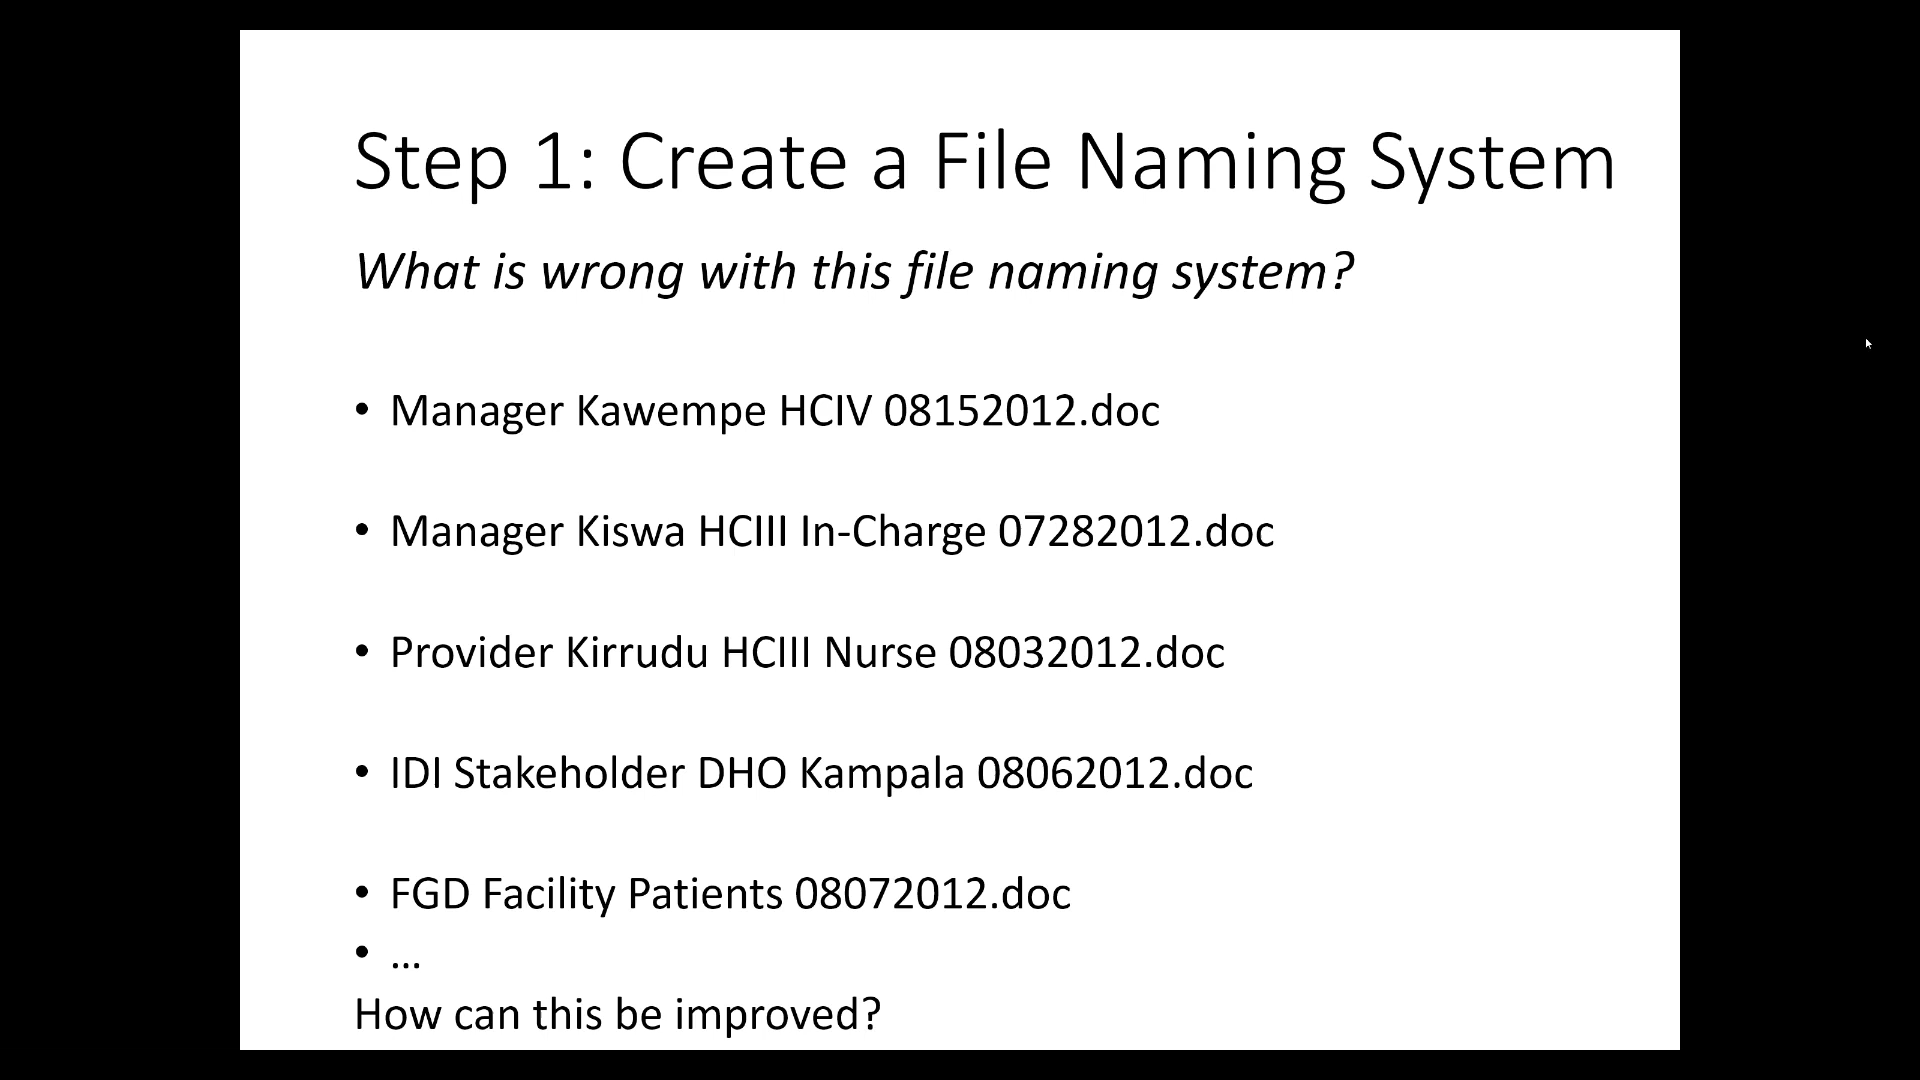 Step 1: Create a File Naming System
What is wrong with this file naming system?
• Manager Kawempe HCIV 08152012.doc
• Manager Kiswa HCIII In-Charge 07282012.doc
• Provider Kirrudu HCIII Nurse 08032012.doc
• IDI Stakeholder DHO Kampala 08062012.doc
• FGD Facility Patients 08072012.doc
• ...
How can this be improved?